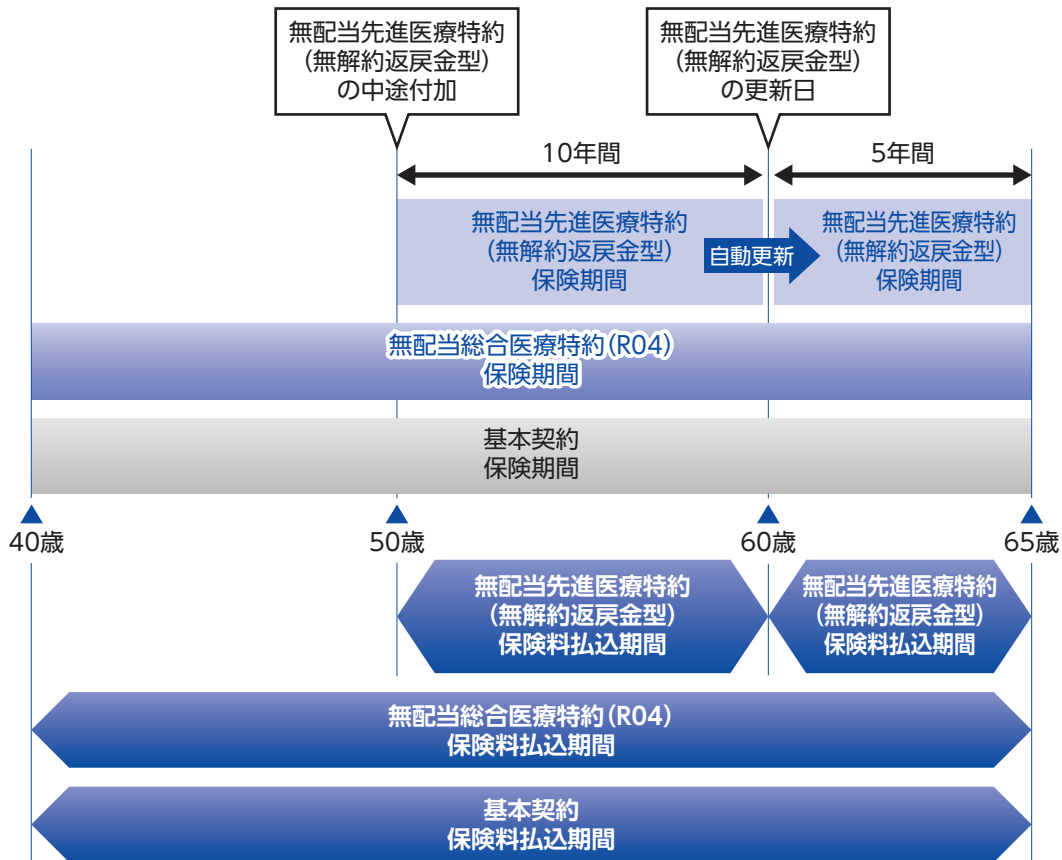 無配当先進医療特約
(無解約返戻金型)
の中途付加
無配当先進医療特約
(無解約返戻金型)
の更新日
10年間
5年間
無配当先進医療特約
(無解約返戻金型)
保険期間
自動更新
無配当先進医療特約
(無解約返戻金型)
保険期間
無配当総合医療特約(R04)
保険期間
基本契約
保険期間
40歳
50歳
60歳
65歳
無配当先進医療特約
(無解約返戻金型)
保険料払込期間
無配当先進医療特約
(無解約返戻金型)
保険料払込期間
無配当総合医療特約(R04)
保険料払込期間
基本契約
保険料払込期間